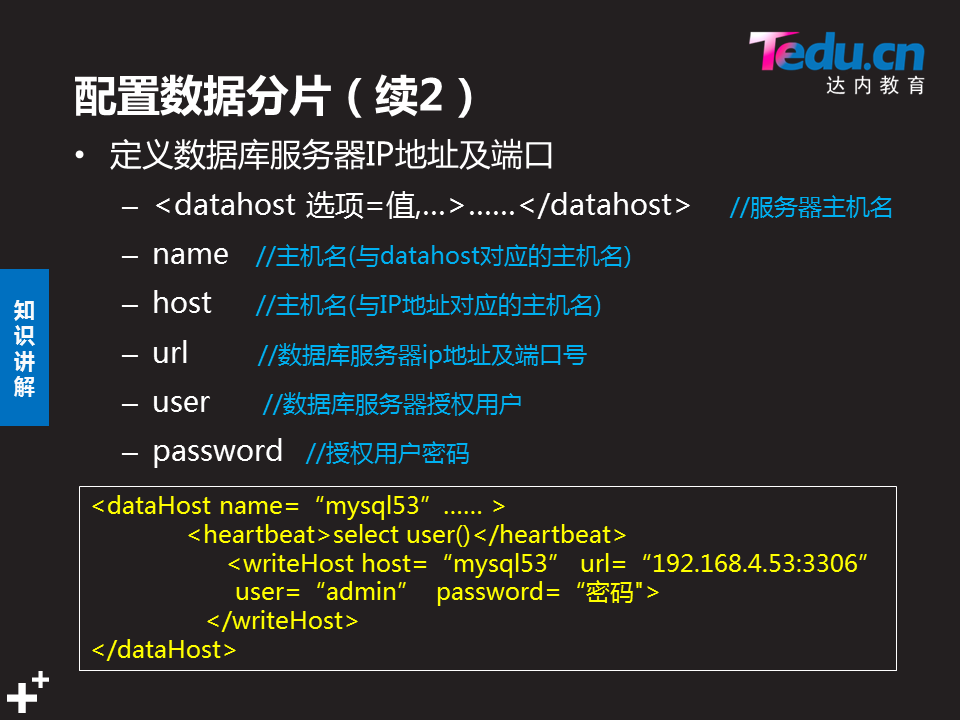 Tedu.cn
达内教育
配置数据分片（续2）
• 定义数据库服务器IP地址及端口
– <datahost 选项=值,…>……</datahost> //服务器主机名
– name //主机名(与datahost对应的主机名)
– host //主机名(与IP地址对应的主机名)
– url //数据库服务器ip地址及端口号
– user //数据库服务器授权用户
– password //授权用户密码
知识讲解
<dataHost name=“mysql53”…… >
<heartbeat>select user()</heartbeat>
<writeHost host=“mysql53” url=“192.168.4.53:3306”
user=“admin” password=“密码">
</writeHost>
</dataHost>